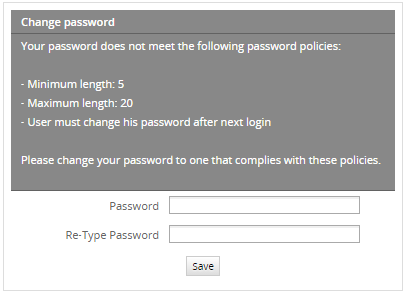 Change password
Your password does not meet the following password policies:
- Minimum length: 5
- Maximum length: 20
- User must change his password after next login
Please change your password to one that complies with these policies.
Password
Re-Type Password
Save